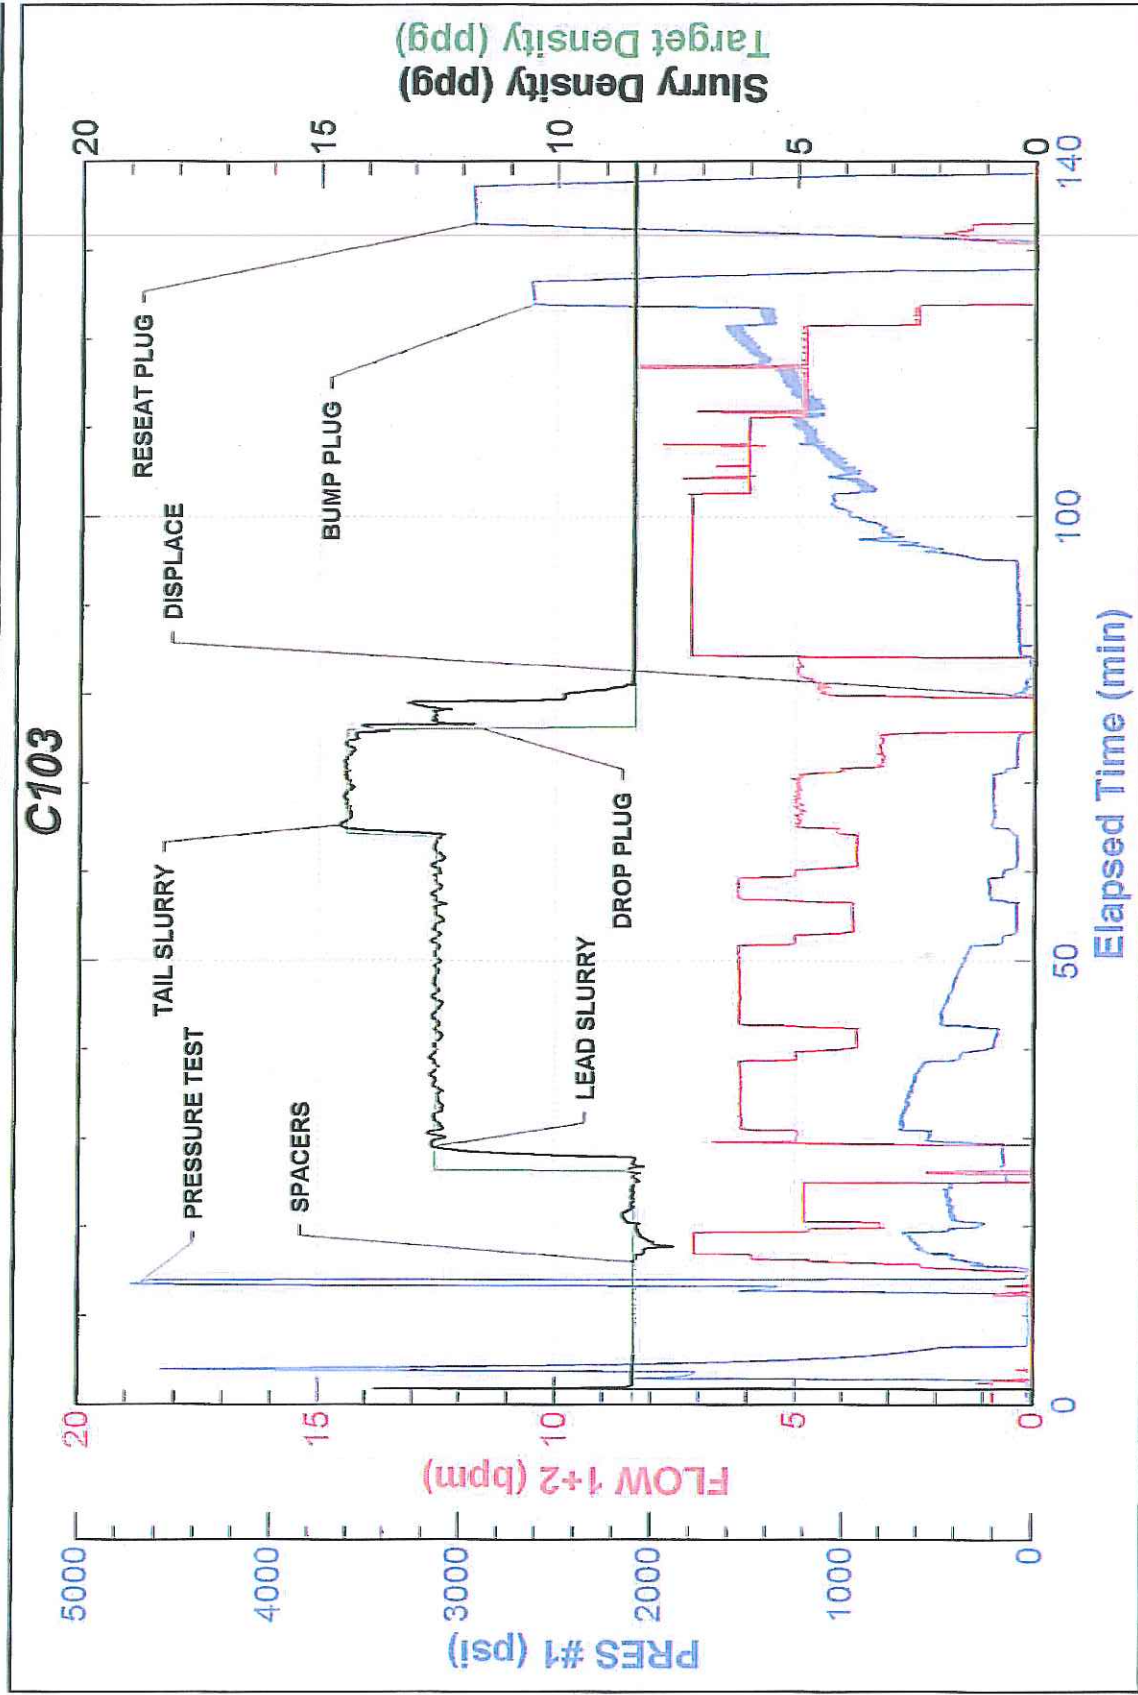 C103
PRES #1 (psi)
5000
4000
3000
2000
1000
0
FLOW 1+2 (bpm)
20
15
10
5
0
TAIL SLURRY
PRESSURE TEST
SPACERS
LEAD SLURRY
DROP PLUG
DISPLACE
RESEAT PLUG
BUMP PLUG
20
15
10
5
0
Slurry Density (ppg)
Target Density (ppg)
0
50
100
140
Elapsed Time (min)